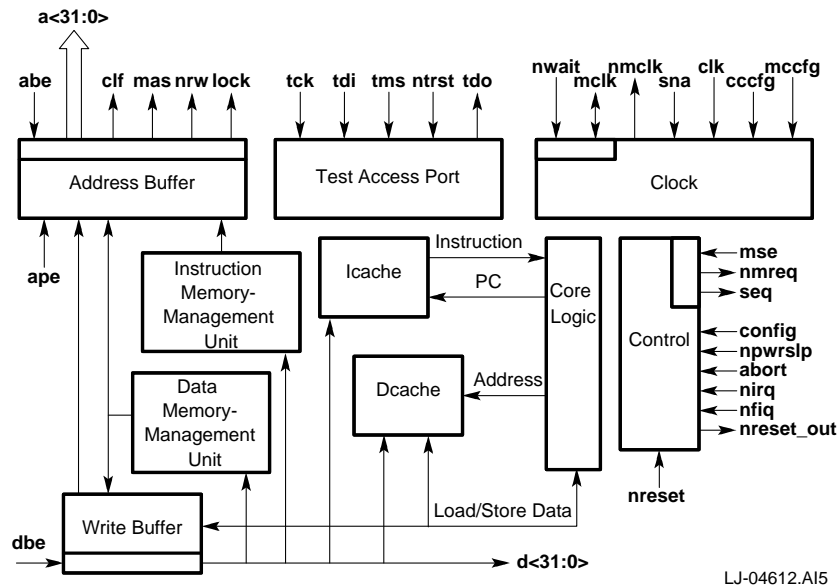 a<31:0>
abe
clf
mas
nrw
lock
tck
tdi
tms
ntrst
tdo
nwait
mclk
nmclk
sna
clk
cccfg
mccfg
Address Buffer
Test Access Port
Clock
ape
Instruction
Memory-
Management
Unit
Icache
Instruction
PC
Core
Logic
Control
mse
nmreq
seq
config
npwrslp
abort
nirq
nfiq
nreset_out
Data
Memory-
Management
Unit
Dcache
Address
nreset
Write Buffer
Load/Store Data
dbe
d<31:0>
LJ-04612.AI5